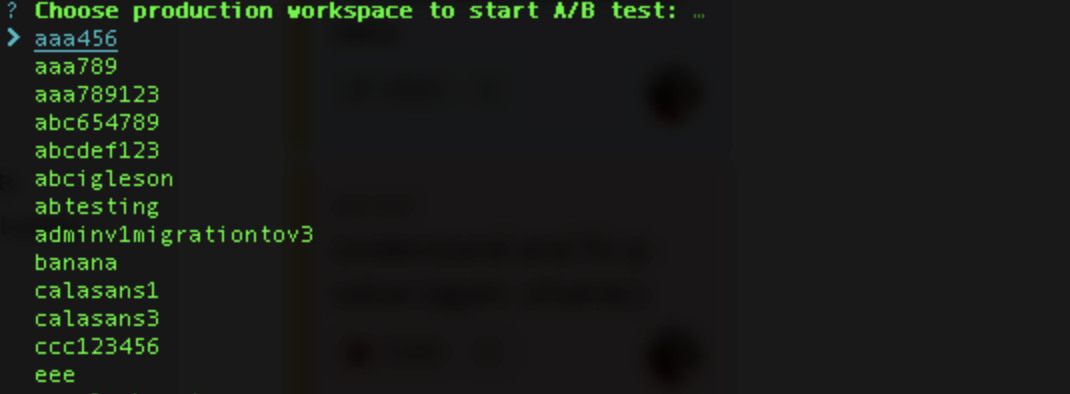 ? Choose production workspace to start A/B test: …
❯ aaa456
aaa789
aaa789123
abc654789
abcdef123
abcigleson
abtesting
adminv1migrationtov3
banana
calasans1
calasans3
ccc123456
eee